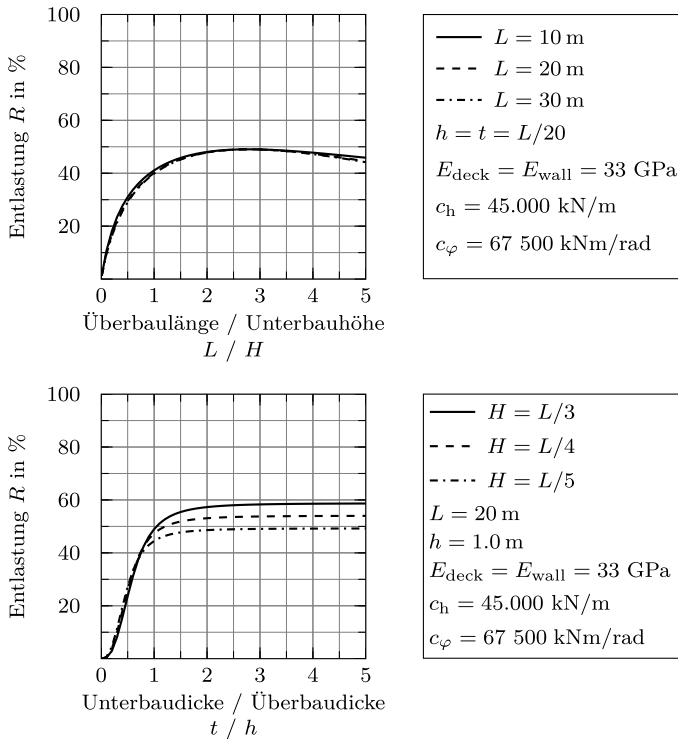 100
80
60
40
20
Entlastung R in %
0 1 2 3 4 5
Überbaulänge / Unterbauhöhe
L / H
L = 10 m
L = 20 m
L = 30 m
h = t = L/20
E_deck = E_wall = 33 GPa
c_h = 45.000 kN/m
c_φ = 67 500 kNm/rad
100
80
60
40
20
Entlastung R in %
0 1 2 3 4 5
Unterbaudicke / Überbaudicke
t / h
H = L/3
H = L/4
H = L/5
L = 20 m
h = 1.0 m
E_deck = E_wall = 33 GPa
c_h = 45.000 kN/m
c_φ = 67 500 kNm/rad